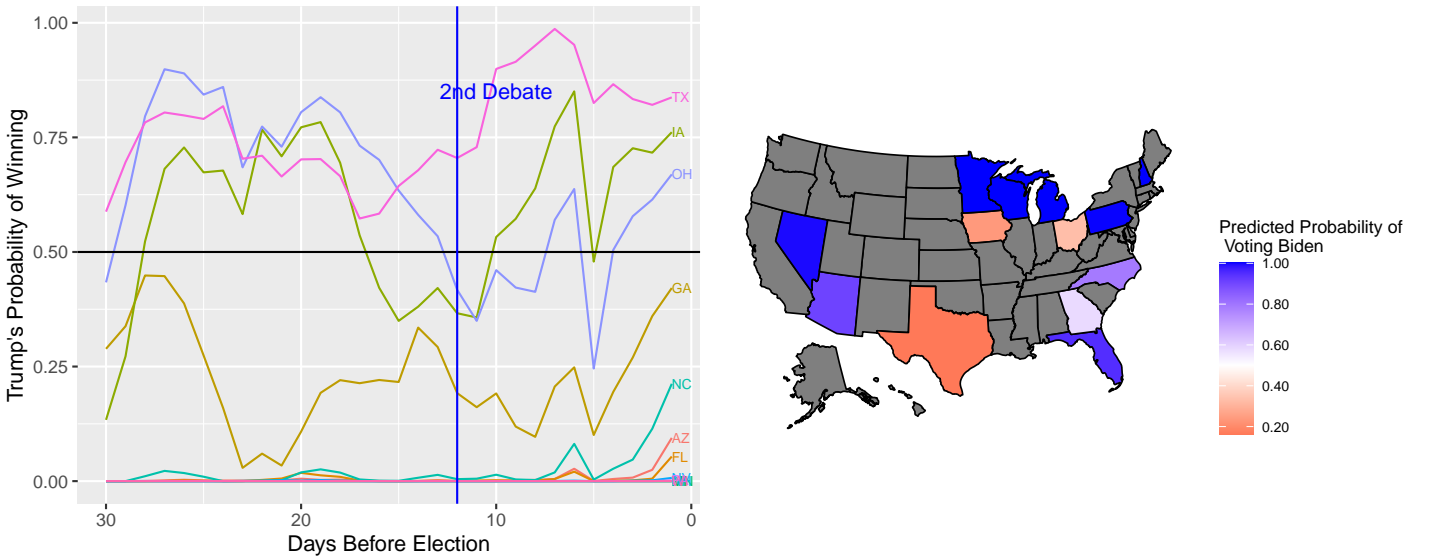 Trump's Probability of Winning
1.00
0.75
0.50
0.25
0.00
2nd Debate
TX
IA
OH
GA
NC
AZ
FL
30
20
10
0
Days Before Election
Predicted Probability of
Voting Biden
1.00
0.80
0.60
0.40
0.20